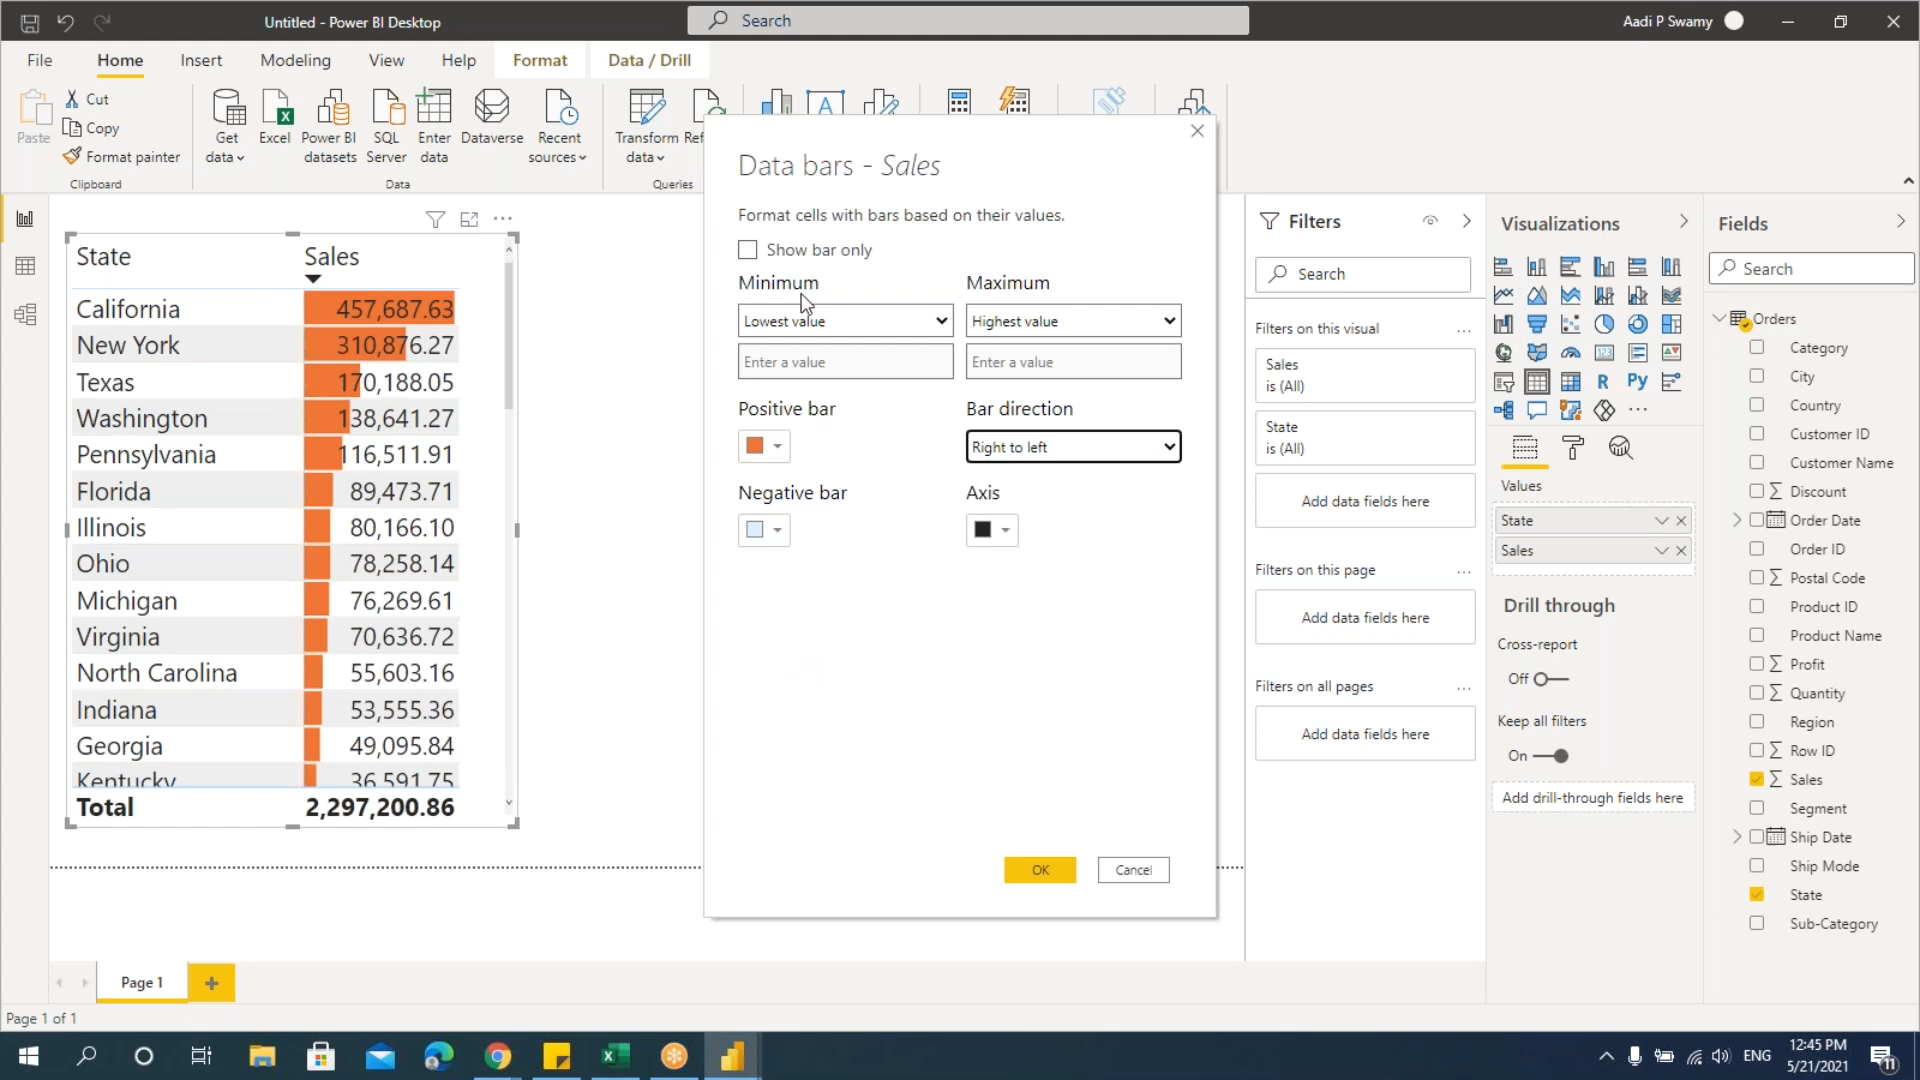 Untitled - Power BI Desktop
Search
Aadi P Swamy
File
Home
Insert
Modeling
View
Help
Format
Data / Drill
Paste
Cut
Copy
Format painter
Clipboard
Get data
Excel
Power BI datasets
SQL Server
Enter data
Dataverse
Recent sources
Data
Transform data
Ref
Queries
State Sales
California 457,687.63
New York 310,876.27
Texas 170,188.05
Washington 138,641.27
Pennsylvania 116,511.91
Florida 89,473.71
Illinois 80,166.10
Ohio 78,258.14
Michigan 76,269.61
Virginia 70,636.72
North Carolina 55,603.16
Indiana 53,555.36
Georgia 49,095.84
Kentucky 36,591.75
Total 2,297,200.86
Data bars - Sales
Format cells with bars based on their values.
Show bar only
Minimum
Maximum
Lowest value
Highest value
Enter a value
Enter a value
Positive bar
Bar direction
Right to left
Negative bar
Axis
OK
Cancel
Filters
Search
Filters on this visual
Sales
is (All)
State
is (All)
Add data fields here
Filters on this page
Add data fields here
Filters on all pages
Add data fields here
Visualizations
R
Py
123
Values
State
Sales
Drill through
Cross-report
Off
Keep all filters
On
Add drill-through fields here
Fields
Search
Orders
Category
City
Country
Customer ID
Customer Name
Discount
Order Date
Order ID
Postal Code
Product ID
Product Name
Profit
Quantity
Region
Row ID
Sales
Segment
Ship Date
Ship Mode
State
Sub-Category
Page 1
Page 1 of 1
ENG
12:45 PM
5/21/2021
11